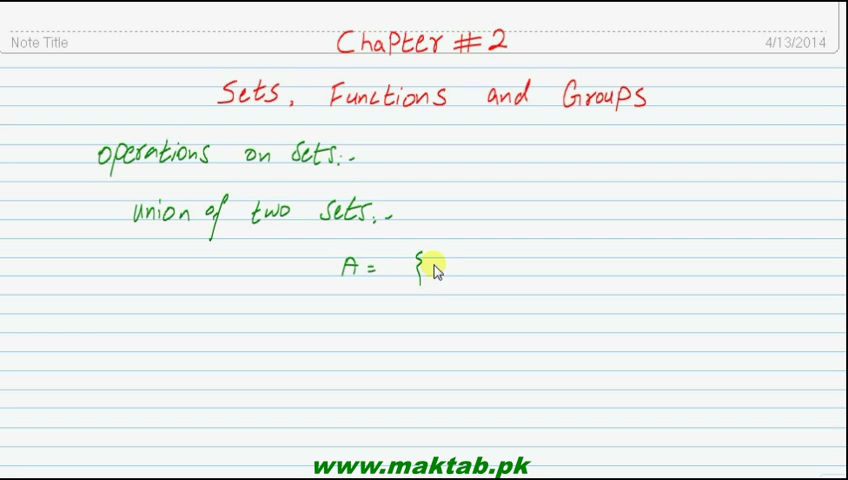 Chapter # 2
Note Title
4/13/2014
Sets, Functions and Groups
operations on sets:-
union of two sets:-
A = {
www.maktab.pk